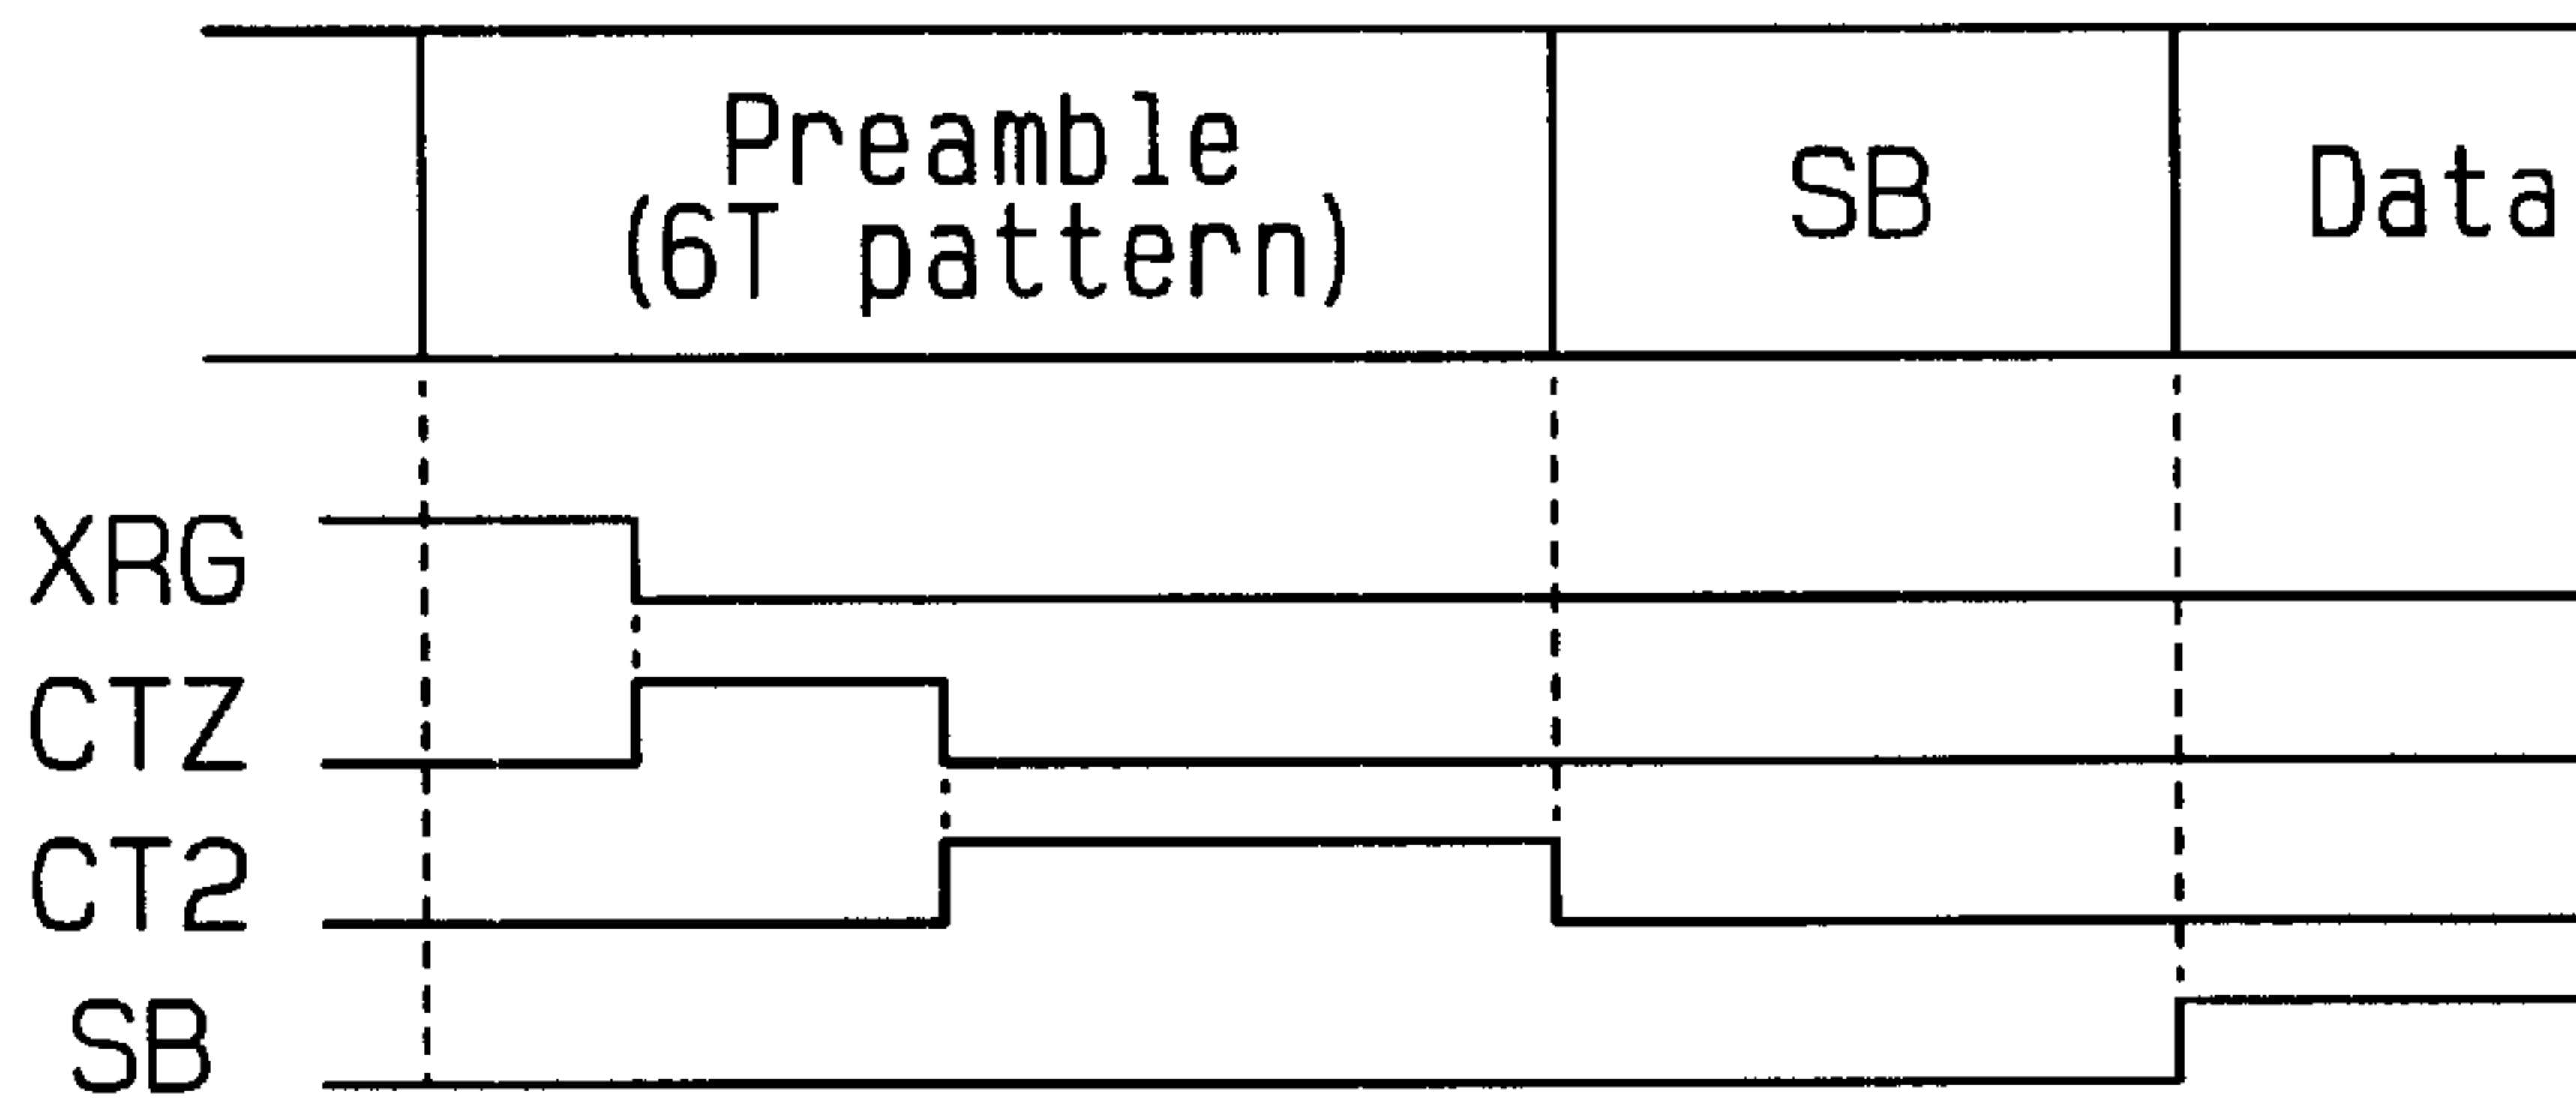 Preamble
(6T pattern)
SB
Data
XRG
CTZ
CT2
SB